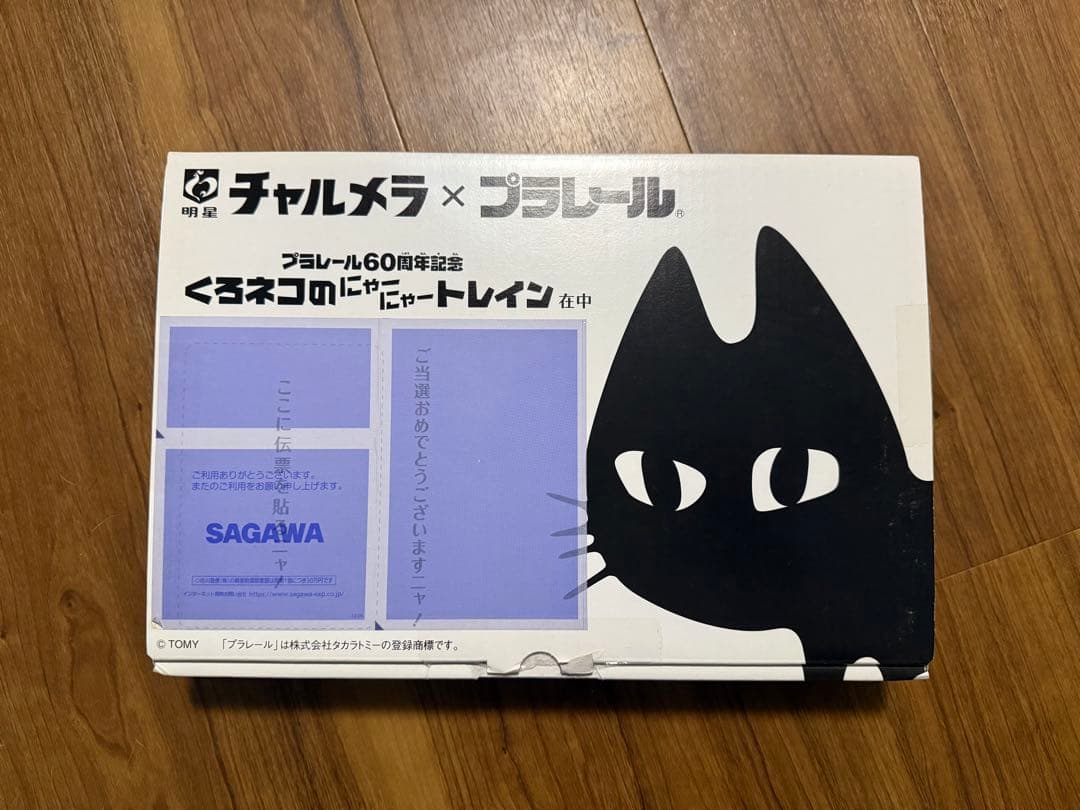 明星 チャルメラ × プラレール®
プラレール60周年記念
くろネコのにゃーにゃートレイン 在中
ここに伝票を貼るニャ！
ご当選おめでとうございますニャ！
ご利用ありがとうございます。
またのご利用をお願い申し上げます。
SAGAWA
https://www.sagawa-exp.co.jp/
© TOMY 「プラレール」は株式会社タカラトミーの登録商標です。